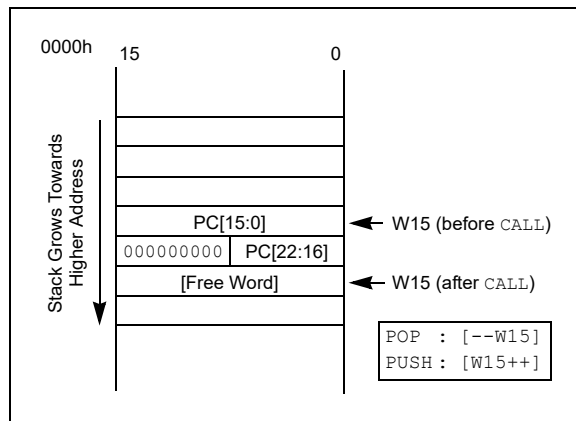 0000h
15 0
Stack Grows Towards
Higher Address
PC[15:0]
W15 (before CALL)
000000000 PC[22:16]
[Free Word]
W15 (after CALL)
POP : [--W15]
PUSH : [W15++]